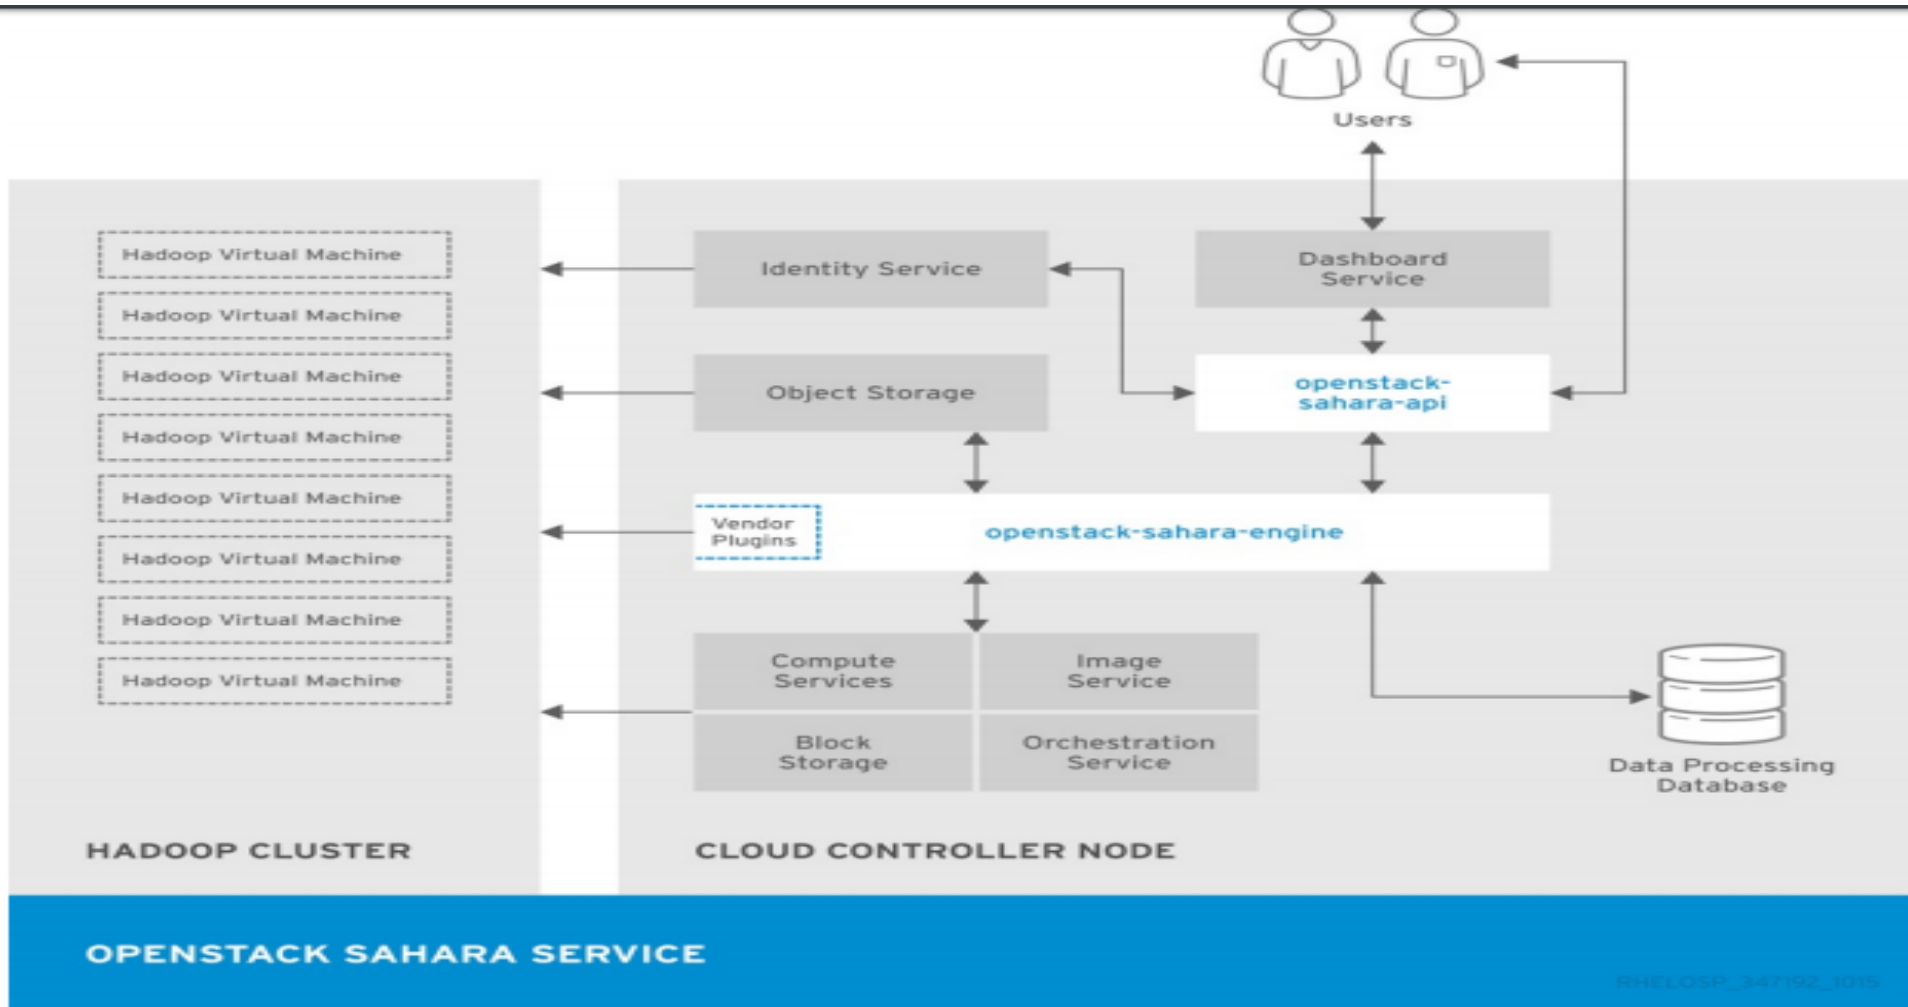 Users
Hadoop Virtual Machine
Hadoop Virtual Machine
Hadoop Virtual Machine
Hadoop Virtual Machine
Hadoop Virtual Machine
Hadoop Virtual Machine
Hadoop Virtual Machine
Hadoop Virtual Machine
HADOOP CLUSTER
Identity Service
Dashboard
Service
Object Storage
openstack-
sahara-api
Vendor
Plugins
openstack-sahara-engine
Compute
Services
Image
Service
Block
Storage
Orchestration
Service
Data Processing
Database
CLOUD CONTROLLER NODE
OPENSTACK SAHARA SERVICE
RHELOSP_347192_1015